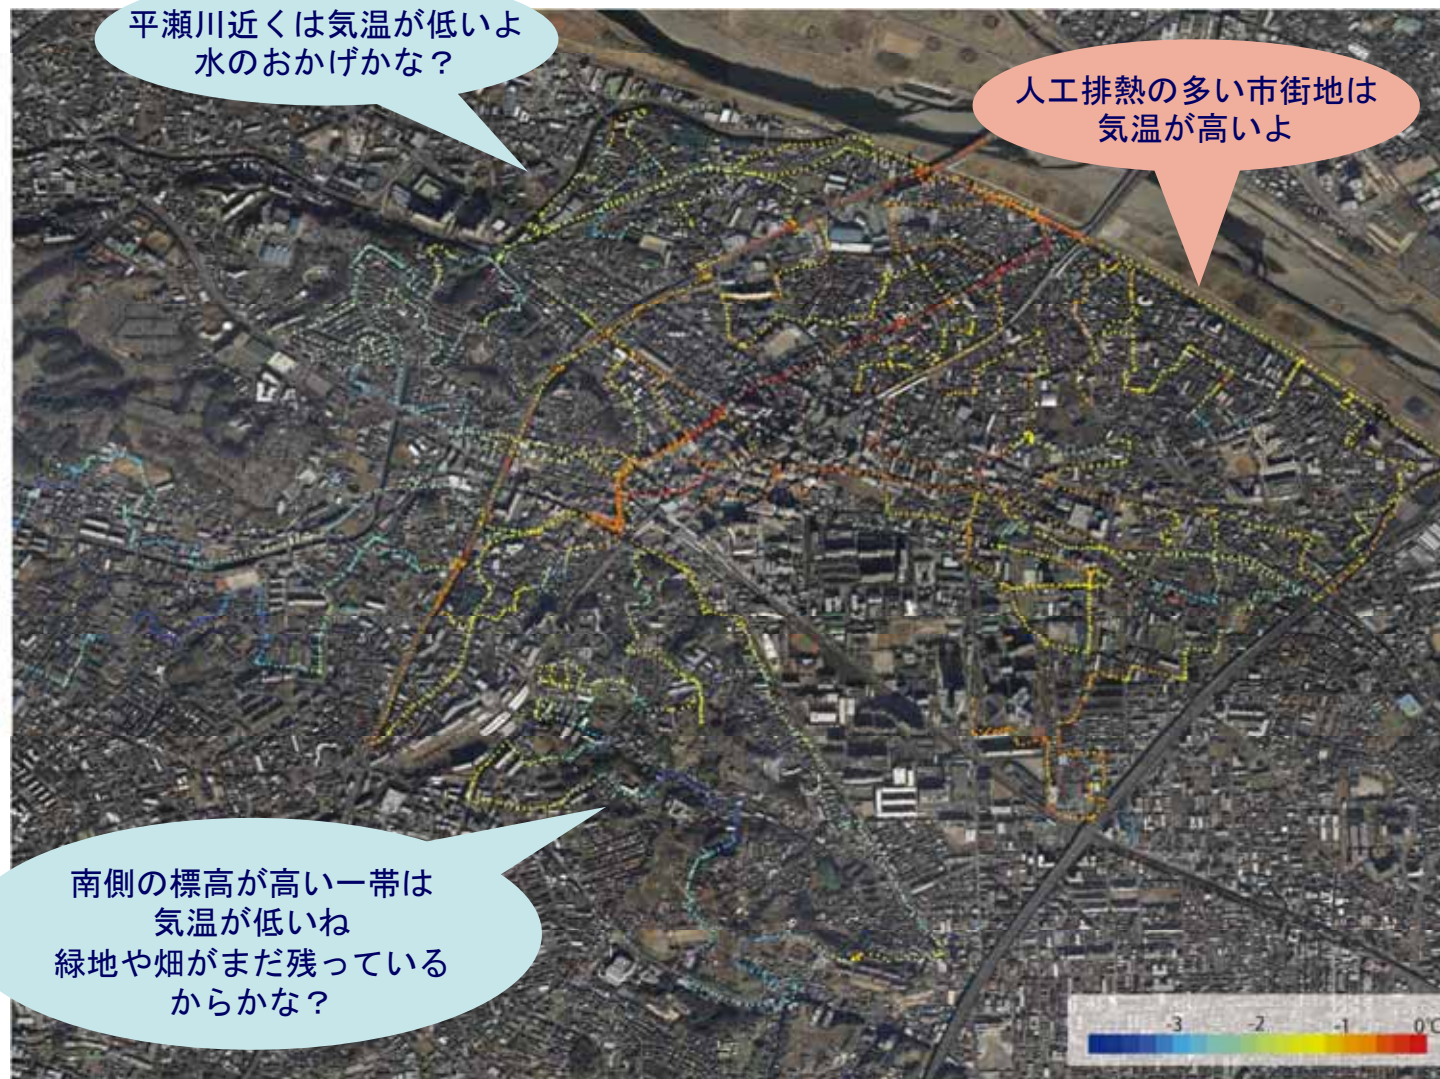 平瀬川近くは気温が低いよ
水のおかげかな？
人工排熱の多い市街地は
気温が高いよ
南側の標高が高い一帯は
気温が低いね
緑地や畑がまだ残っている
からかな？
-3 -2 -1 0℃